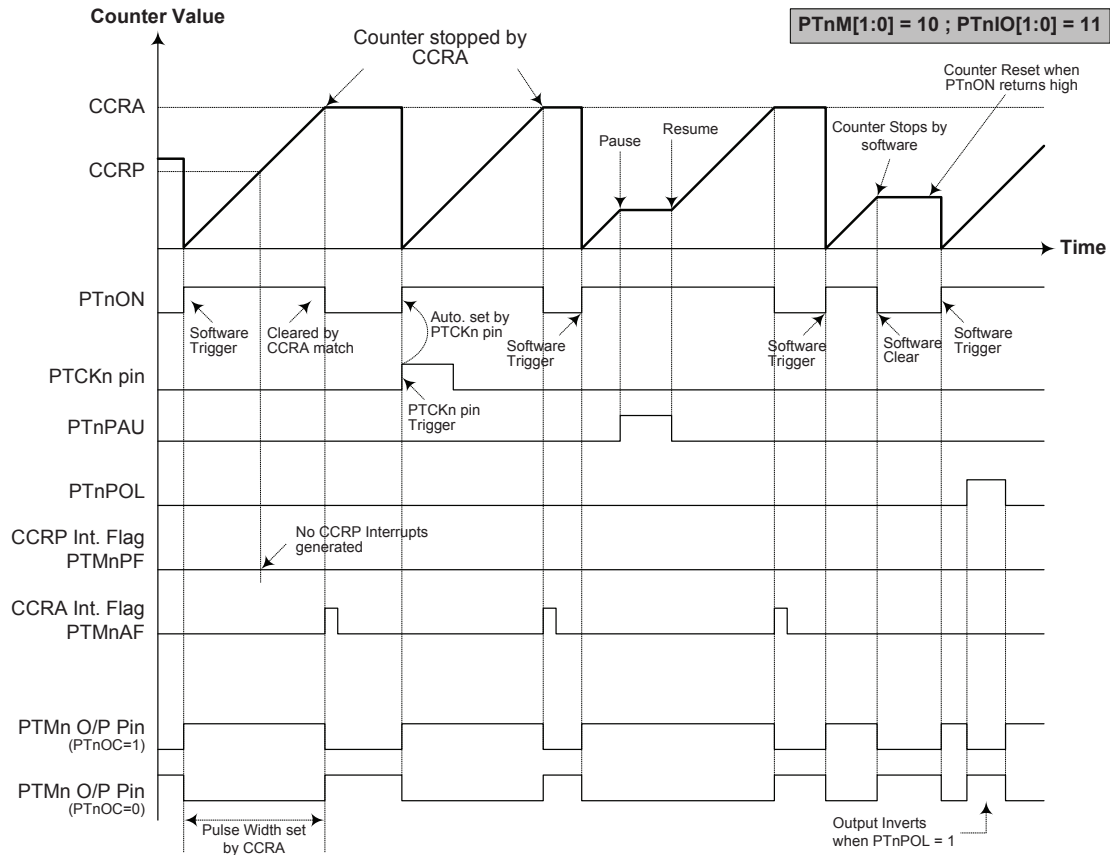 Counter Value
PTnM[1:0] = 10 ; PTnIO[1:0] = 11
Counter stopped by
CCRA
Counter Reset when
PTnON returns high
CCRA
Pause
Resume
Counter Stops by
software
CCRP
Time
PTnON
Software
Trigger
Cleared by
CCRA match
Auto. set by
PTCKn pin
Software
Trigger
Software
Trigger
Software
Clear
Software
Trigger
PTCKn pin
PTCKn pin
Trigger
PTnPAU
PTnPOL
No CCRP Interrupts
generated
CCRP Int. Flag
PTMnPF
CCRA Int. Flag
PTMnAF
PTMn O/P Pin
(PTnOC=1)
PTMn O/P Pin
(PTnOC=0)
Pulse Width set
by CCRA
Output Inverts
when PTnPOL = 1